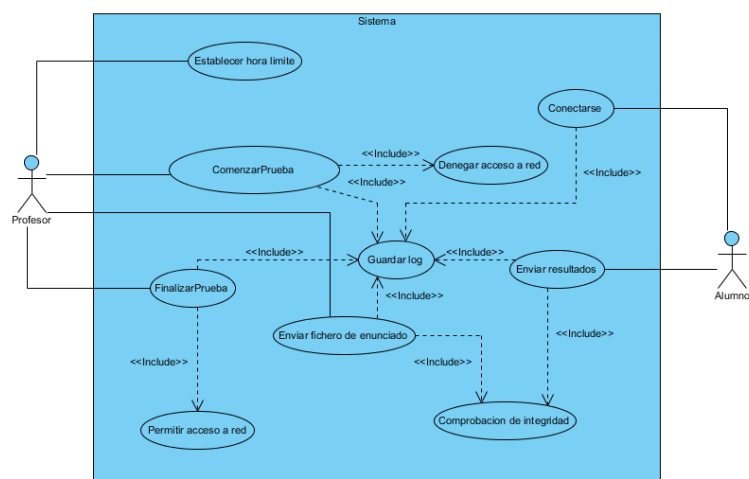 Sistema
Establecer hora limite
Conectarse
<<Include>>
ComenzarPrueba
Denegar acceso a red
<<Include>>
<<Include>>
Profesor
<<Include>>
Guardar log
<<Include>>
Enviar resultados
FinalizarPrueba
Alumno
<<Include>>
Enviar fichero de enunciado
<<Include>>
<<Include>>
<<Include>>
Permitir acceso a red
Comprobacion de integridad